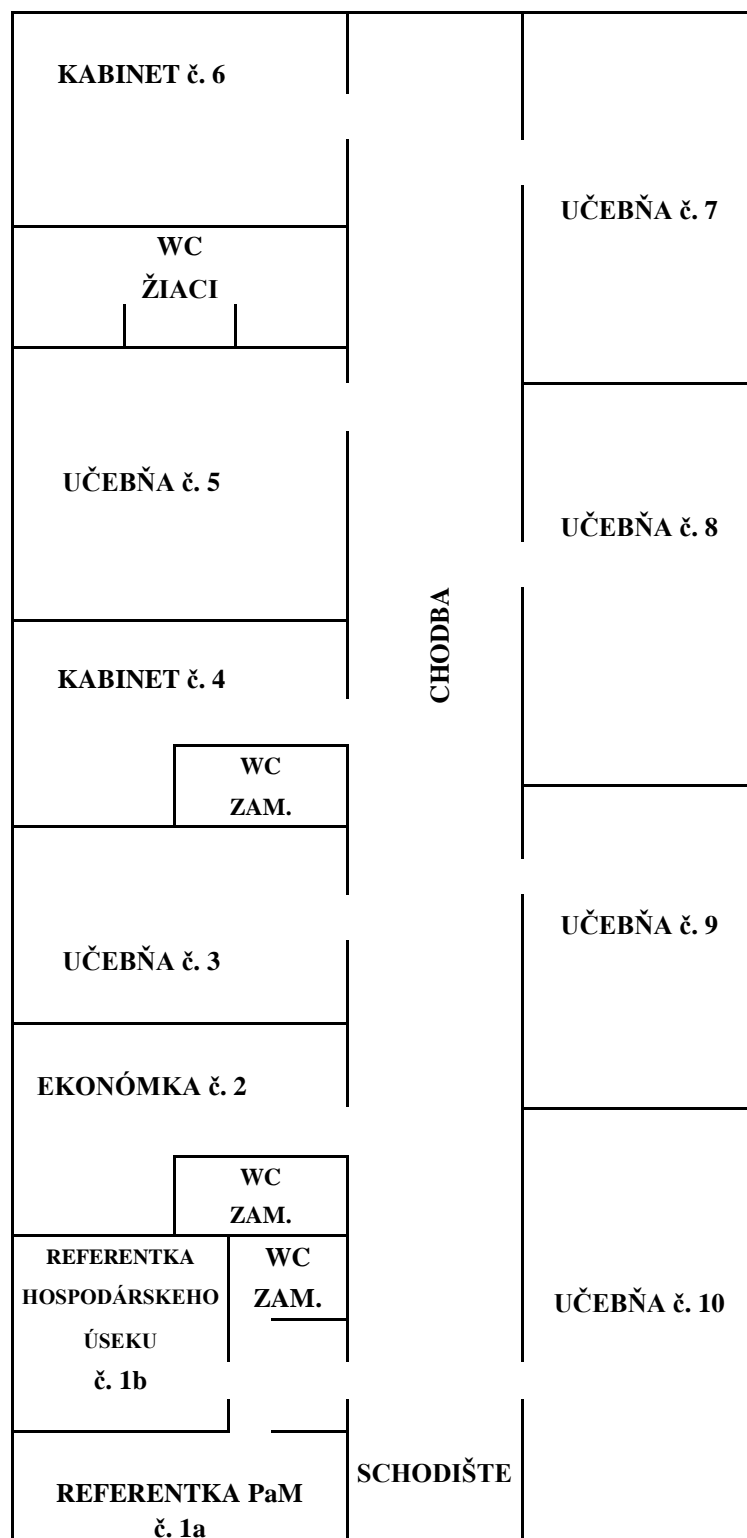 KABINET č. 6
WC
ŽIACI
UČEBŇA č. 7
UČEBŇA č. 5
UČEBŇA č. 8
CHODBA
KABINET č. 4
WC
ZAM.
UČEBŇA č. 9
UČEBŇA č. 3
EKONÓMKA č. 2
WC
ZAM.
REFERENTKA
HOSPODÁRSKEHO
ÚSEKU
č. 1b
WC
ZAM.
UČEBŇA č. 10
SCHODIŠTE
REFERENTKA PaM
č. 1a